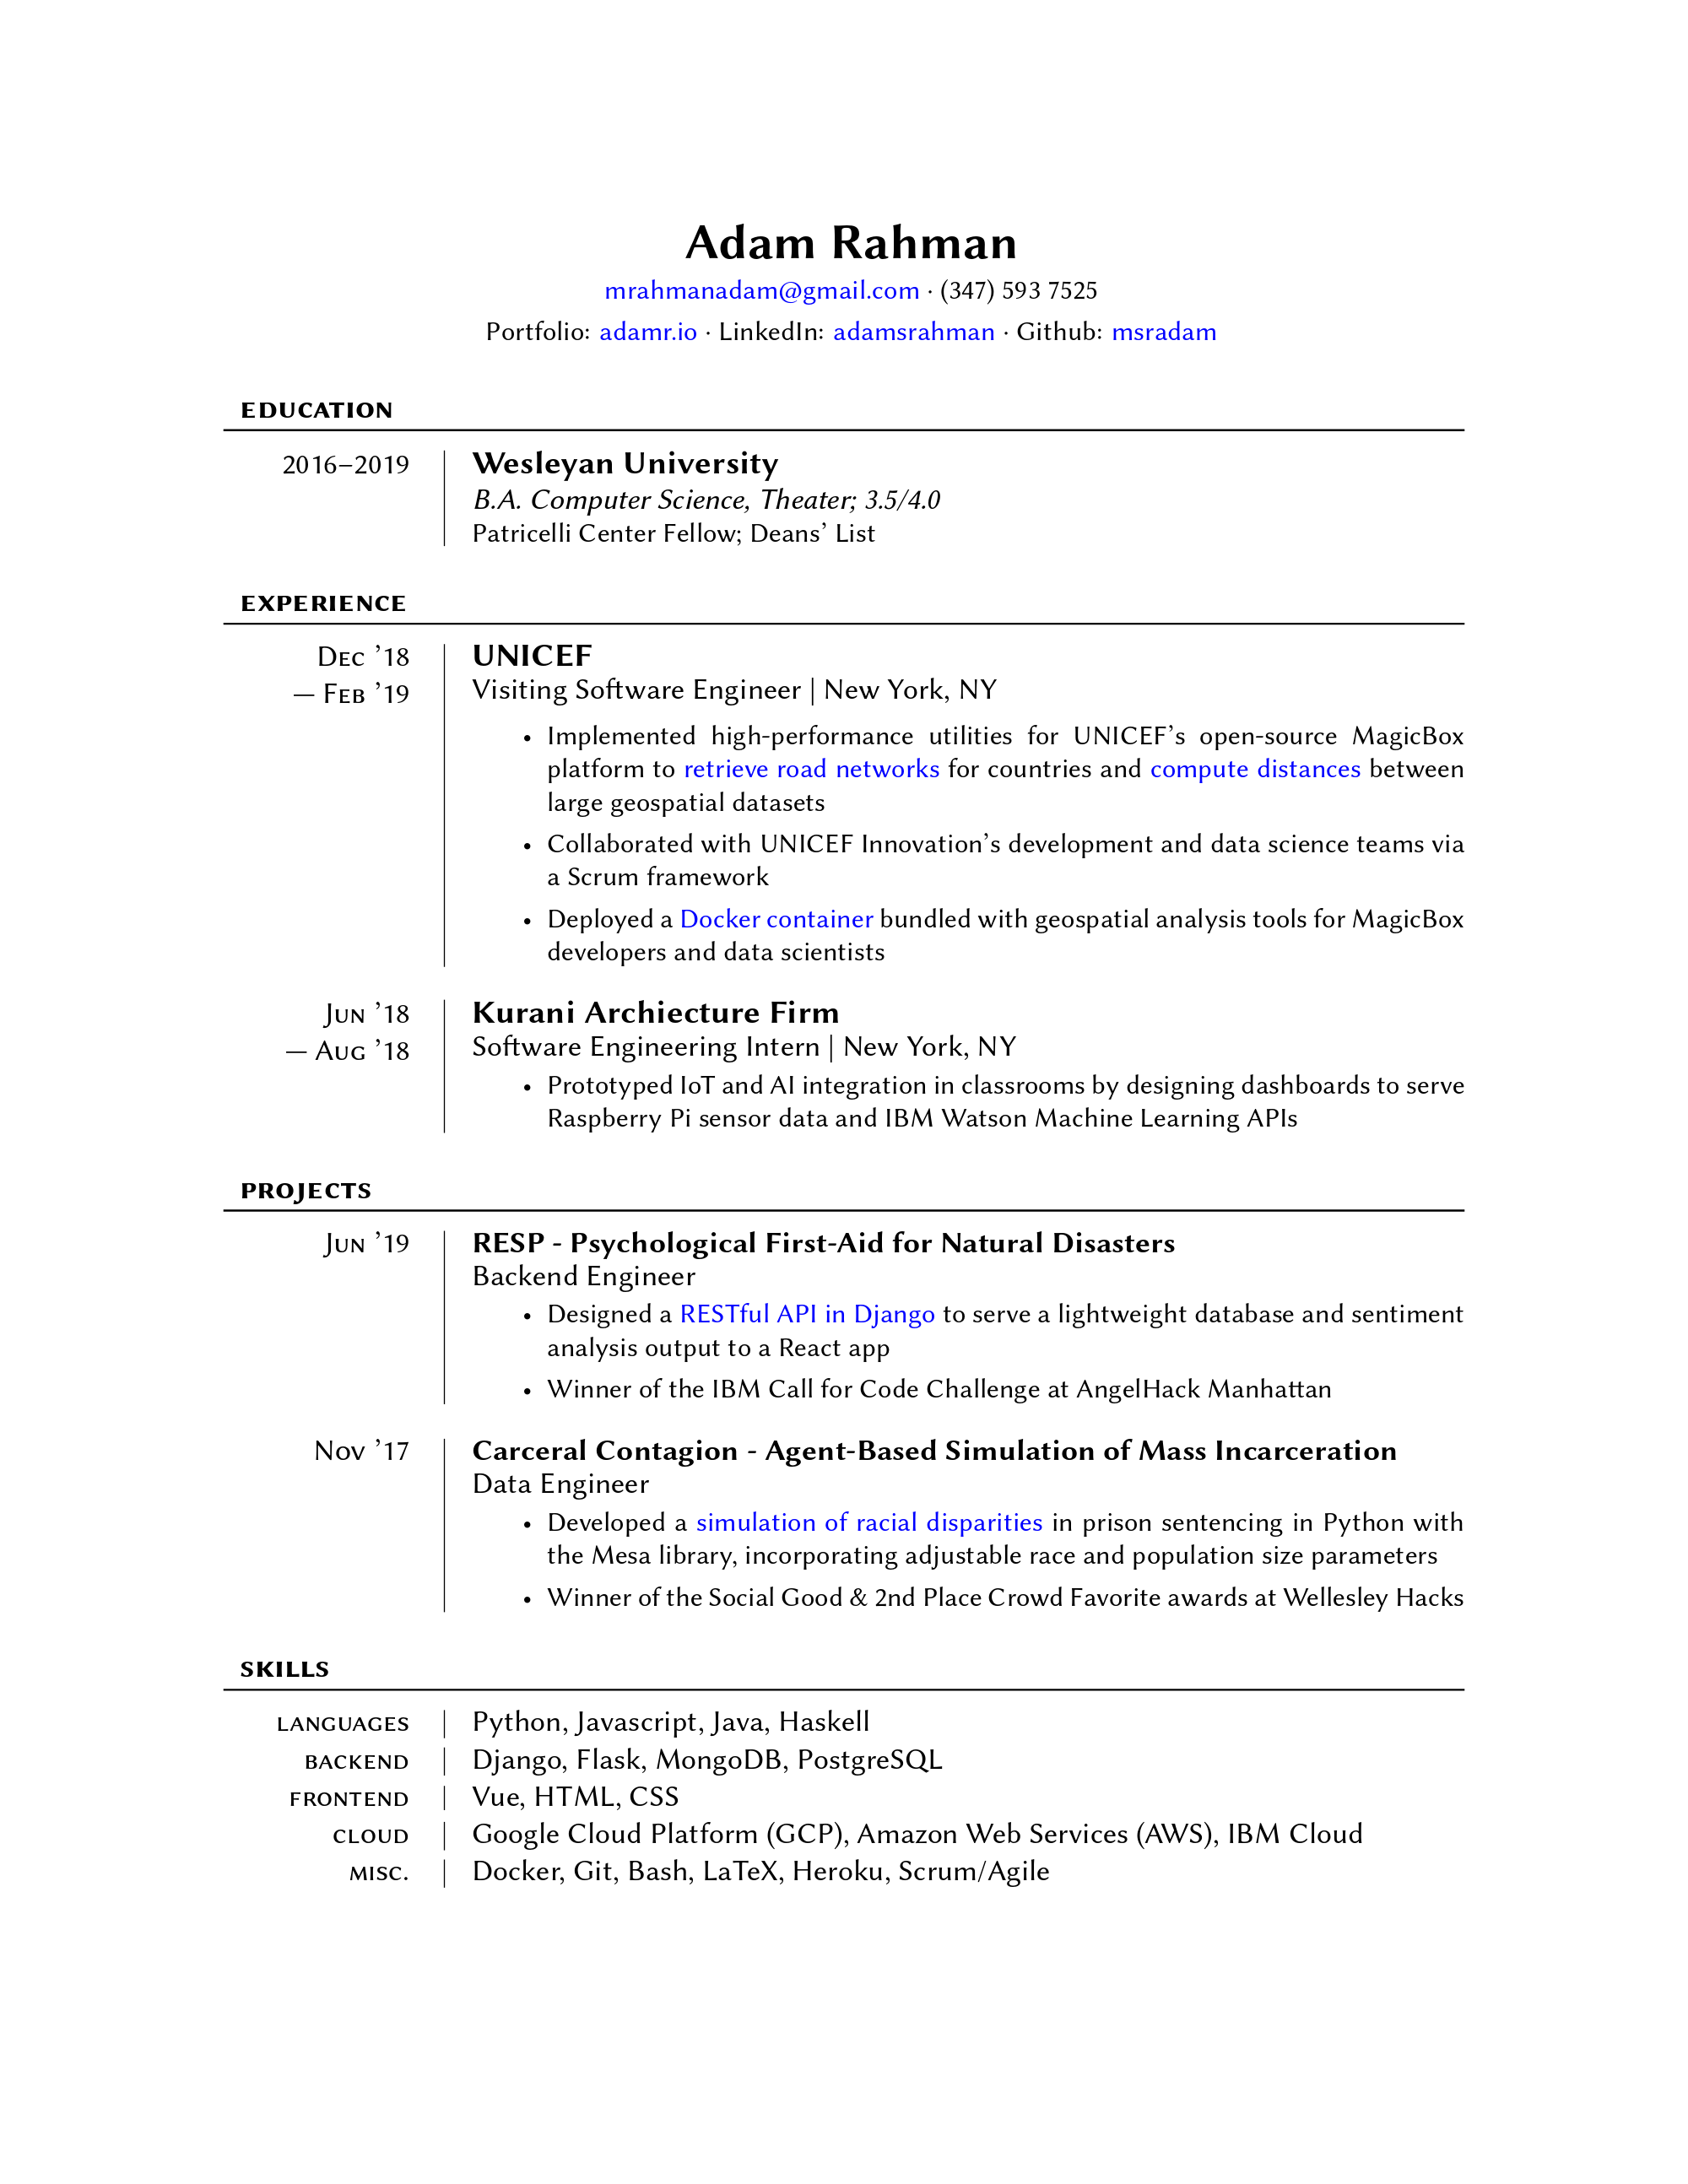 Adam Rahman
mrahmanadam@gmail.com · (347) 593 7525
Portfolio: adamr.io · LinkedIn: adamsrahman · Github: msradam
EDUCATION
2016–2019 Wesleyan University
B.A. Computer Science, Theater; 3.5/4.0
Patricelli Center Fellow; Deans’ List
EXPERIENCE
Dec ’18 UNICEF
— Feb ’19 Visiting Software Engineer | New York, NY
• Implemented high-performance utilities for UNICEF’s open-source MagicBox
platform to retrieve road networks for countries and compute distances between
large geospatial datasets
• Collaborated with UNICEF Innovation’s development and data science teams via
a Scrum framework
• Deployed a Docker container bundled with geospatial analysis tools for MagicBox
developers and data scientists
Jun ’18 Kurani Archiecture Firm
— Aug ’18 Software Engineering Intern | New York, NY
• Prototyped IoT and AI integration in classrooms by designing dashboards to serve
Raspberry Pi sensor data and IBM Watson Machine Learning APIs
PROJECTS
Jun ’19 RESP - Psychological First-Aid for Natural Disasters
Backend Engineer
• Designed a RESTful API in Django to serve a lightweight database and sentiment
analysis output to a React app
• Winner of the IBM Call for Code Challenge at AngelHack Manhattan
Nov ’17 Carceral Contagion - Agent-Based Simulation of Mass Incarceration
Data Engineer
• Developed a simulation of racial disparities in prison sentencing in Python with
the Mesa library, incorporating adjustable race and population size parameters
• Winner of the Social Good & 2nd Place Crowd Favorite awards at Wellesley Hacks
SKILLS
LANGUAGES Python, Javascript, Java, Haskell
BACKEND Django, Flask, MongoDB, PostgreSQL
FRONTEND Vue, HTML, CSS
CLOUD Google Cloud Platform (GCP), Amazon Web Services (AWS), IBM Cloud
MISC. Docker, Git, Bash, LaTeX, Heroku, Scrum/Agile